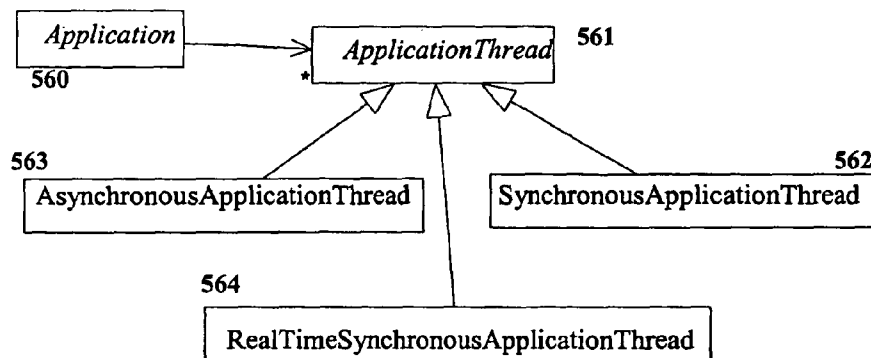 Application
ApplicationThread
561
560
*
563
562
AsynchronousApplicationThread
SynchronousApplicationThread
564
RealTimeSynchronousApplicationThread